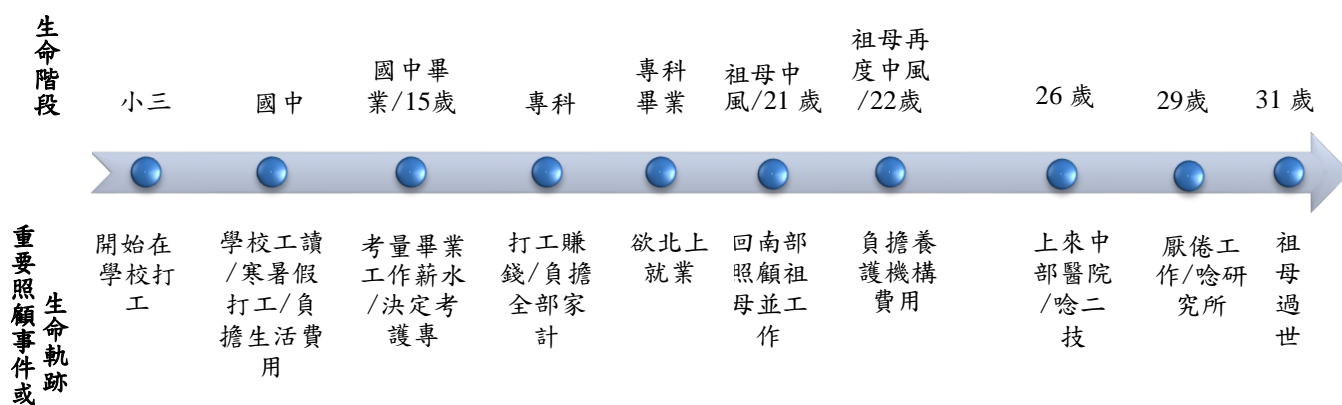 生命階段
小三
國中
國中畢
業/15歲
專科
專科
畢業
祖母中
風/21 歲
祖母再
度中風
/22歲
26 歲
29歲
31 歲
重要照顧事件或
生命軌跡
開始在
學校打
工
學校工讀
/寒暑假
打工/負
擔生活費
用
考量畢業
工作薪水
/決定考
護專
打工賺
錢/負擔
全部家
計
欲北上
就業
回南部
照顧祖
母並工
作
負擔養
護機構
費用
上來中
部醫院
/唸二
技
厭倦工
作/唸研
究所
祖
母
過
世